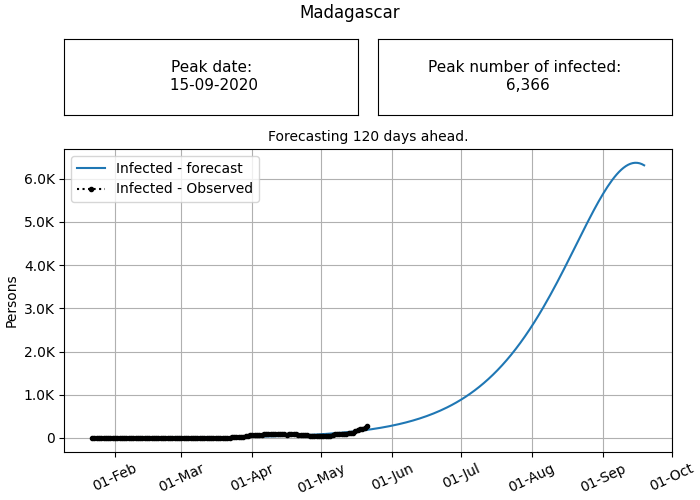 Madagascar
Peak date:
15-09-2020
Peak number of infected:
6,366
Forecasting 120 days ahead.
Infected - forecast
Infected - Observed
Persons
6.0K
5.0K
4.0K
3.0K
2.0K
1.0K
0
01-Feb
01-Mar
01-Apr
01-May
01-Jun
01-Jul
01-Aug
01-Sep
01-Oct